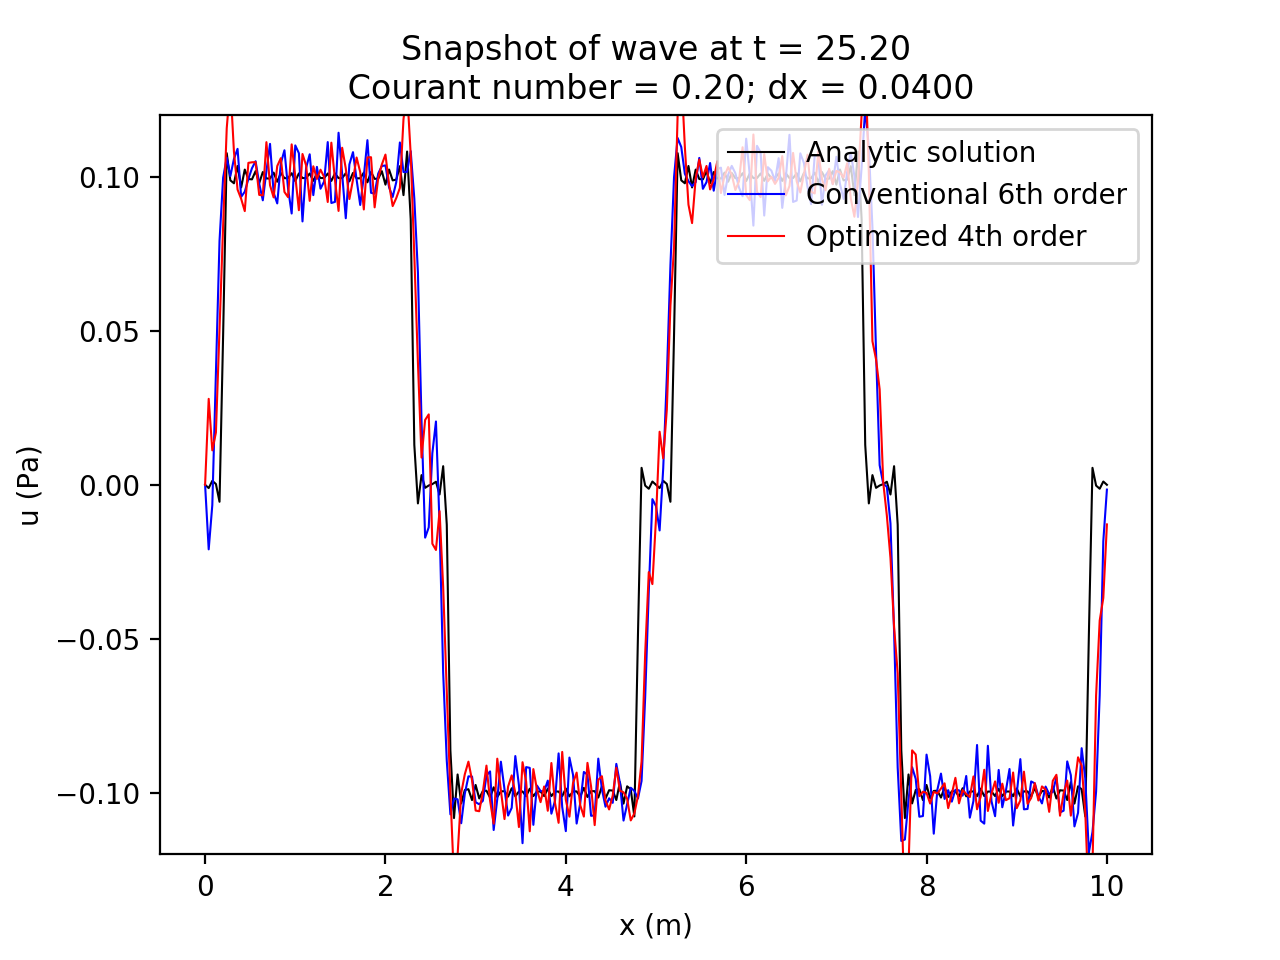 Snapshot of wave at t = 25.20
Courant number = 0.20; dx = 0.0400
Analytic solution
Conventional 6th order
Optimized 4th order
u (Pa)
0.10
0.05
0.00
−0.05
−0.10
0 2 4 6 8 10
x (m)